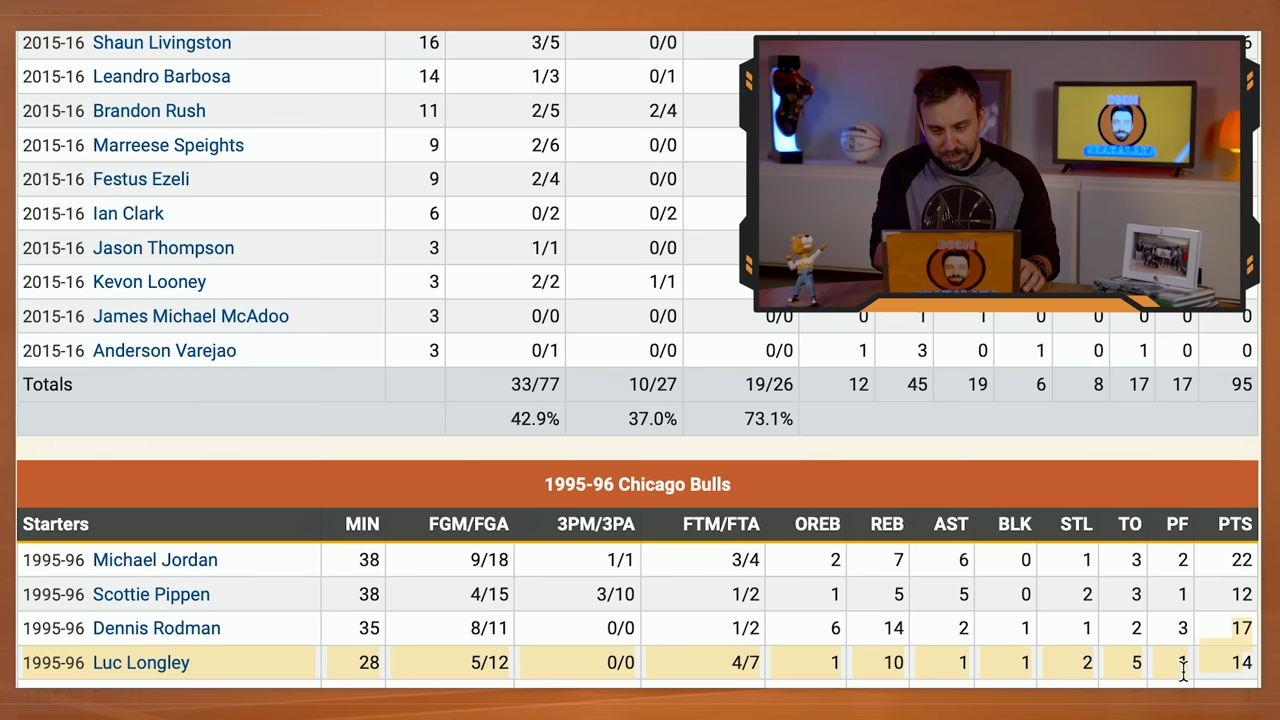 2015-16 Shaun Livingston 16 3/5 0/0 6
2015-16 Leandro Barbosa 14 1/3 0/1
2015-16 Brandon Rush 11 2/5 2/4
2015-16 Marreese Speights 9 2/6 0/0
2015-16 Festus Ezeli 9 2/4 0/0
2015-16 Ian Clark 6 0/2 0/2
2015-16 Jason Thompson 3 1/1 0/0
2015-16 Kevon Looney 3 2/2 1/1
2015-16 James Michael McAdoo 3 0/0 0/0 0/0 0 1 1 0 0 0 0 0
2015-16 Anderson Varejao 3 0/1 0/0 0/0 1 3 0 1 0 1 0 0
Totals 33/77 10/27 19/26 12 45 19 6 8 17 17 95
42.9% 37.0% 73.1%
1995-96 Chicago Bulls
Starters MIN FGM/FGA 3PM/3PA FTM/FTA OREB REB AST BLK STL TO PF PTS
1995-96 Michael Jordan 38 9/18 1/1 3/4 2 7 6 0 1 3 2 22
1995-96 Scottie Pippen 38 4/15 3/10 1/2 1 5 5 0 2 3 1 12
1995-96 Dennis Rodman 35 8/11 0/0 1/2 6 14 2 1 1 2 3 17
1995-96 Luc Longley 28 5/12 0/0 4/7 1 10 1 1 2 5 1 14